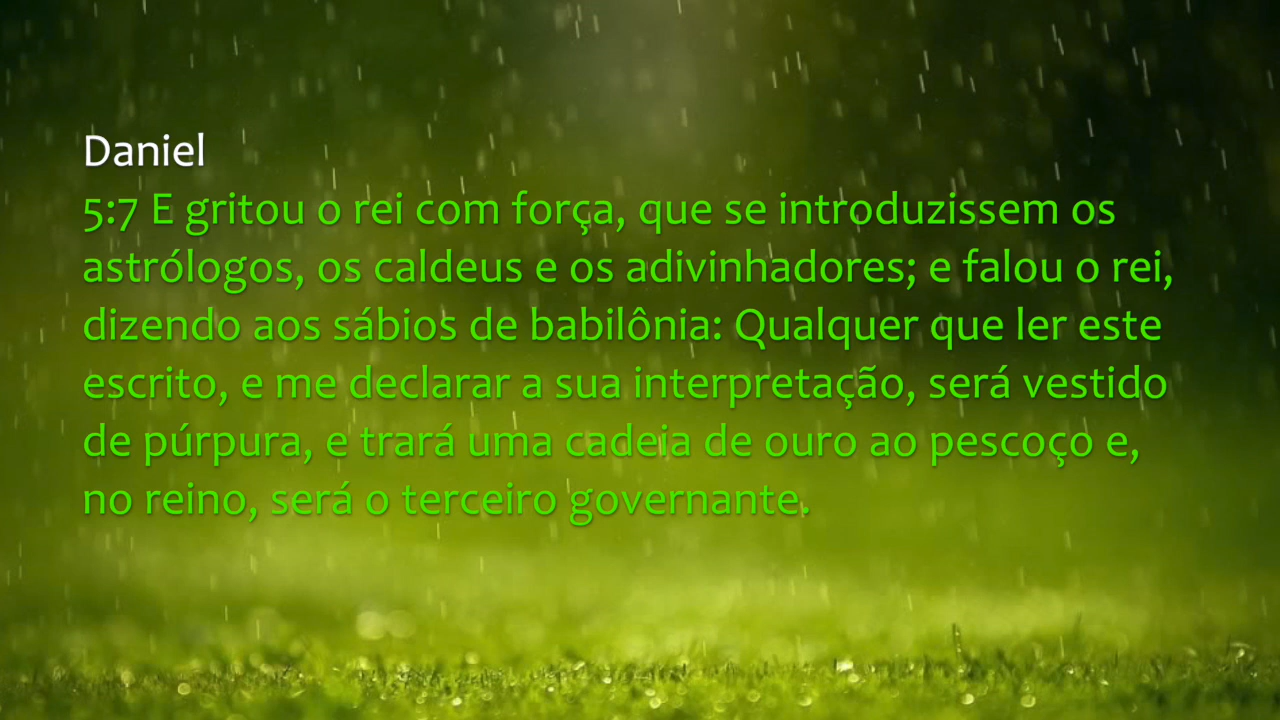 Daniel
5:7 E gritou o rei com força, que se introduzissem os
astrólogos, os caldeus e os adivinhadores; e falou o rei,
dizendo aos sábios de babilônia: Qualquer que ler este
escrito, e me declarar a sua interpretação, será vestido
de púrpura, e trará uma cadeia de ouro ao pescoço e,
no reino, será o terceiro governante.